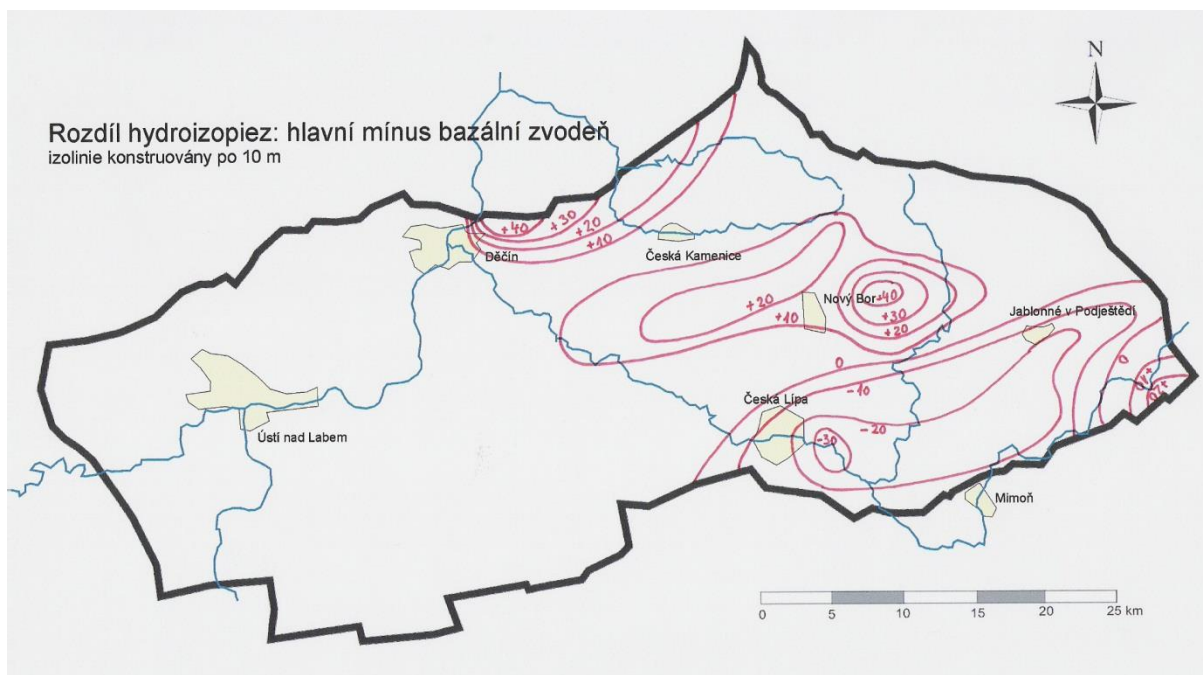 N
Rozdíl hydroizopiez: hlavní mínus bazální zvodeň
izolinie konstruovány po 10 m
+40
+30
+20
+10
Děčín
Česká Kamenice
+20
+10
Nový Bor
+40
+30
+20
Jablonné v Podještědí
0
-10
-20
-30
0
+10
+20
Česká Lípa
Ústí nad Labem
Mimoň
0 5 10 15 20 25 km